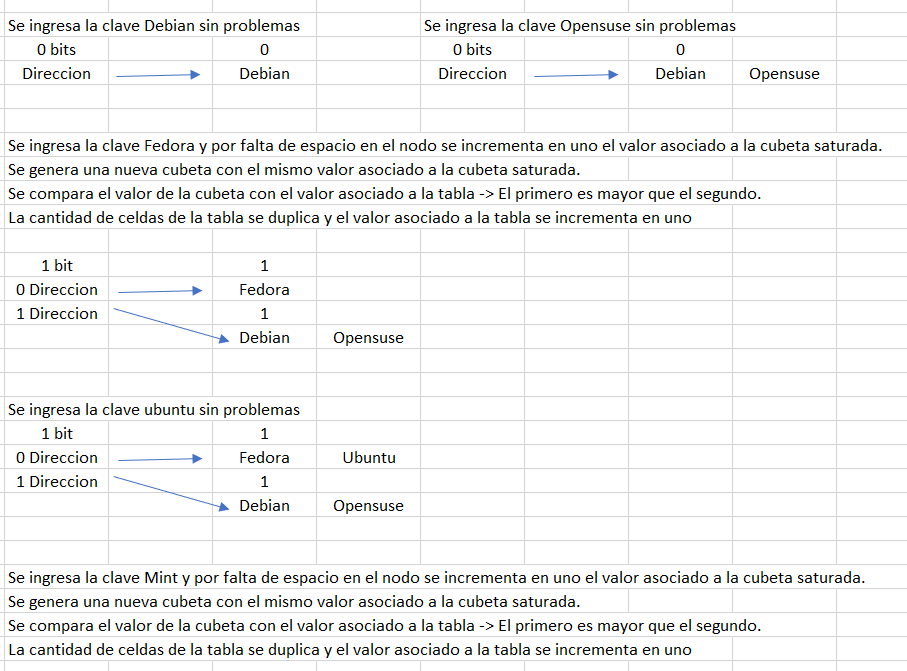 Se ingresa la clave Debian sin problemas
Se ingresa la clave Opensuse sin problemas
0 bits 0
0 bits 0
Direccion Debian
Direccion Debian Opensuse
Se ingresa la clave Fedora y por falta de espacio en el nodo se incrementa en uno el valor asociado a la cubeta saturada.
Se genera una nueva cubeta con el mismo valor asociado a la cubeta saturada.
Se compara el valor de la cubeta con el valor asociado a la tabla -> El primero es mayor que el segundo.
La cantidad de celdas de la tabla se duplica y el valor asociado a la tabla se incrementa en uno
1 bit 1
0 Direccion Fedora
1 Direccion 1
Debian Opensuse
Se ingresa la clave ubuntu sin problemas
1 bit 1
0 Direccion Fedora Ubuntu
1 Direccion 1
Debian Opensuse
Se ingresa la clave Mint y por falta de espacio en el nodo se incrementa en uno el valor asociado a la cubeta saturada.
Se genera una nueva cubeta con el mismo valor asociado a la cubeta saturada.
Se compara el valor de la cubeta con el valor asociado a la tabla -> El primero es mayor que el segundo.
La cantidad de celdas de la tabla se duplica y el valor asociado a la tabla se incrementa en uno